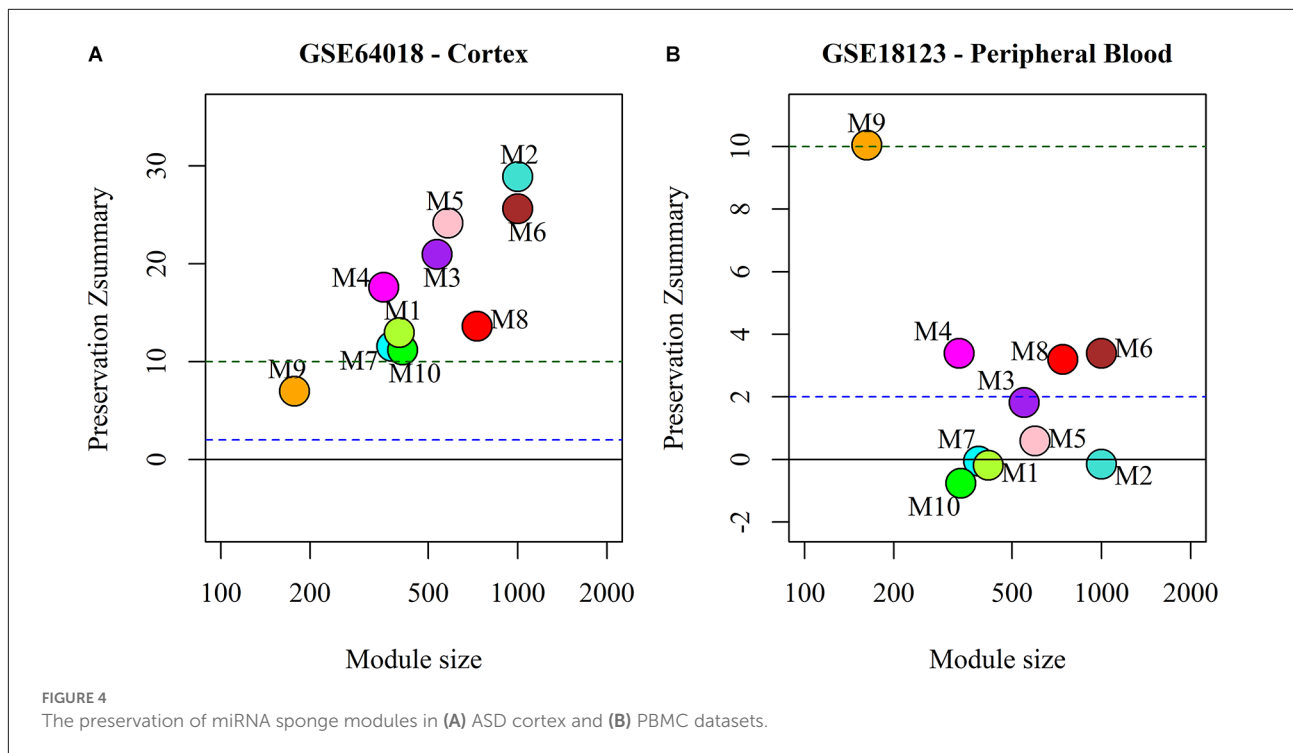 A
GSE64018 - Cortex
Preservation Zsummary
30
20
10
0
M2
M5
M6
M3
M4
M1
M8
M7
M10
M9
100 200 500 1000 2000
Module size
B
GSE18123 - Peripheral Blood
Preservation Zsummary
10
8
6
4
2
0
-2
M9
M4
M8
M6
M3
M7
M5
M1
M2
M10
100 200 500 1000 2000
Module size
FIGURE 4
The preservation of miRNA sponge modules in (A) ASD cortex and (B) PBMC datasets.